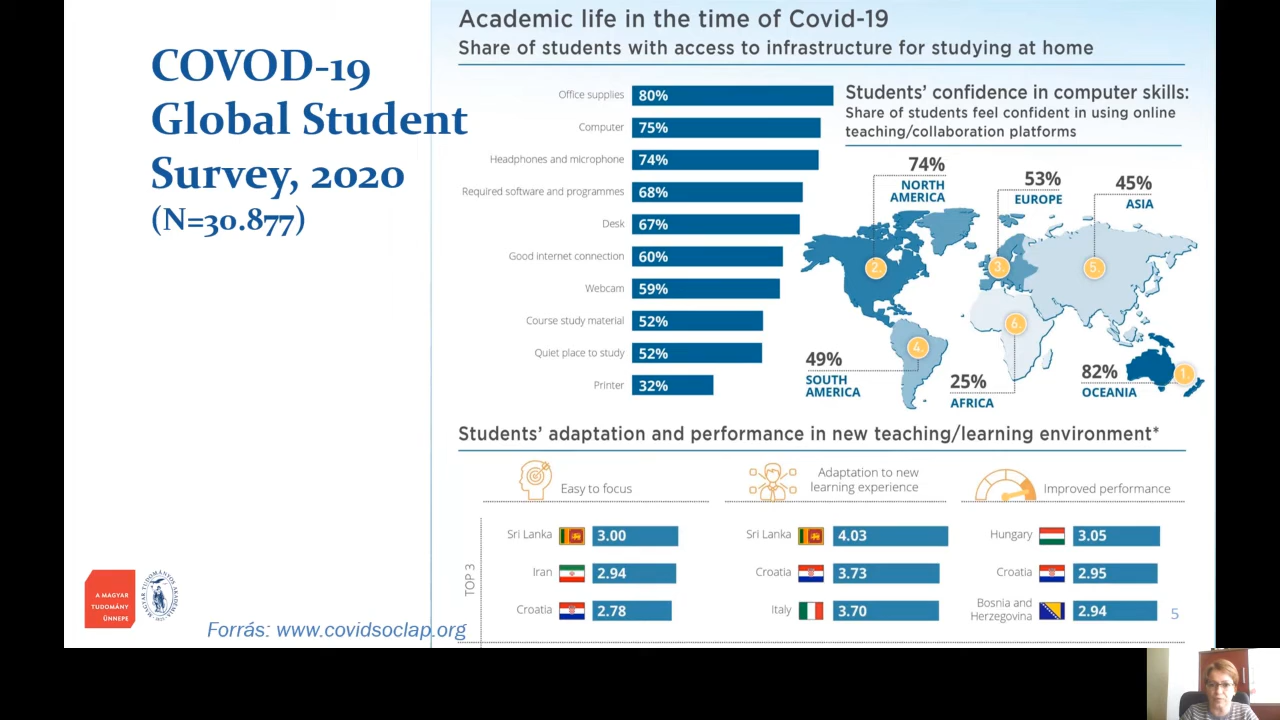 COVOD-19
Global Student
Survey, 2020
(N=30.877)
Academic life in the time of Covid-19
Share of students with access to infrastructure for studying at home
Office supplies 80%
Computer 75%
Headphones and microphone 74%
Required software and programmes 68%
Desk 67%
Good internet connection 60%
Webcam 59%
Course study material 52%
Quiet place to study 52%
Printer 32%
Students' confidence in computer skills:
Share of students feel confident in using online
teaching/collaboration platforms
74%
NORTH
AMERICA
53%
EUROPE
45%
ASIA
2.
3.
5.
6.
4.
1.
49%
SOUTH
AMERICA
25%
AFRICA
82%
OCEANIA
Students' adaptation and performance in new teaching/learning environment*
Easy to focus
Adaptation to new
learning experience
Improved performance
TOP 3
Sri Lanka 3.00
Iran 2.94
Croatia 2.78
Sri Lanka 4.03
Croatia 3.73
Italy 3.70
Hungary 3.05
Croatia 2.95
Bosnia and
Herzegovina 2.94
5
A MAGYAR
TUDOMÁNY
ÜNNEPE
Forrás: www.covidsoclap.org